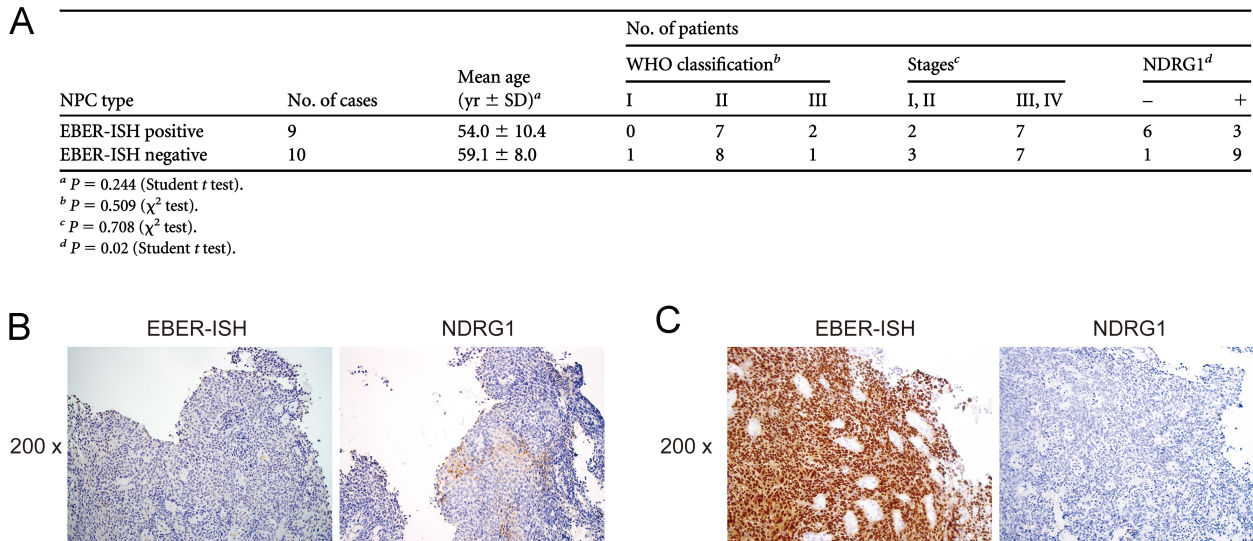 A
No. of patients
WHO classification^b Stages^c NDRG1^d
Mean age
NPC type No. of cases (yr ± SD)^a I II III I, II III, IV – +
EBER-ISH positive 9 54.0 ± 10.4 0 7 2 2 7 6 3
EBER-ISH negative 10 59.1 ± 8.0 1 8 1 3 7 1 9
^a P = 0.244 (Student t test).
^b P = 0.509 (χ² test).
^c P = 0.708 (χ² test).
^d P = 0.02 (Student t test).
B
EBER-ISH NDRG1
200 x
C
EBER-ISH NDRG1
200 x